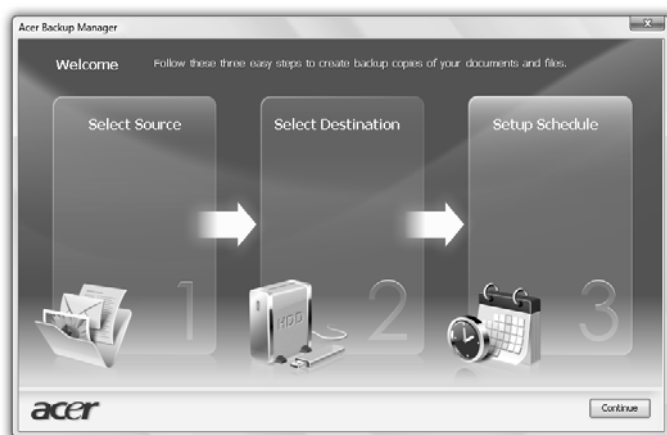 Acer Backup Manager
Welcome
Follow these three easy steps to create backup copies of your documents and files.
Select Source
Select Destination
Setup Schedule
1
HDD
2
3
acer
Continue